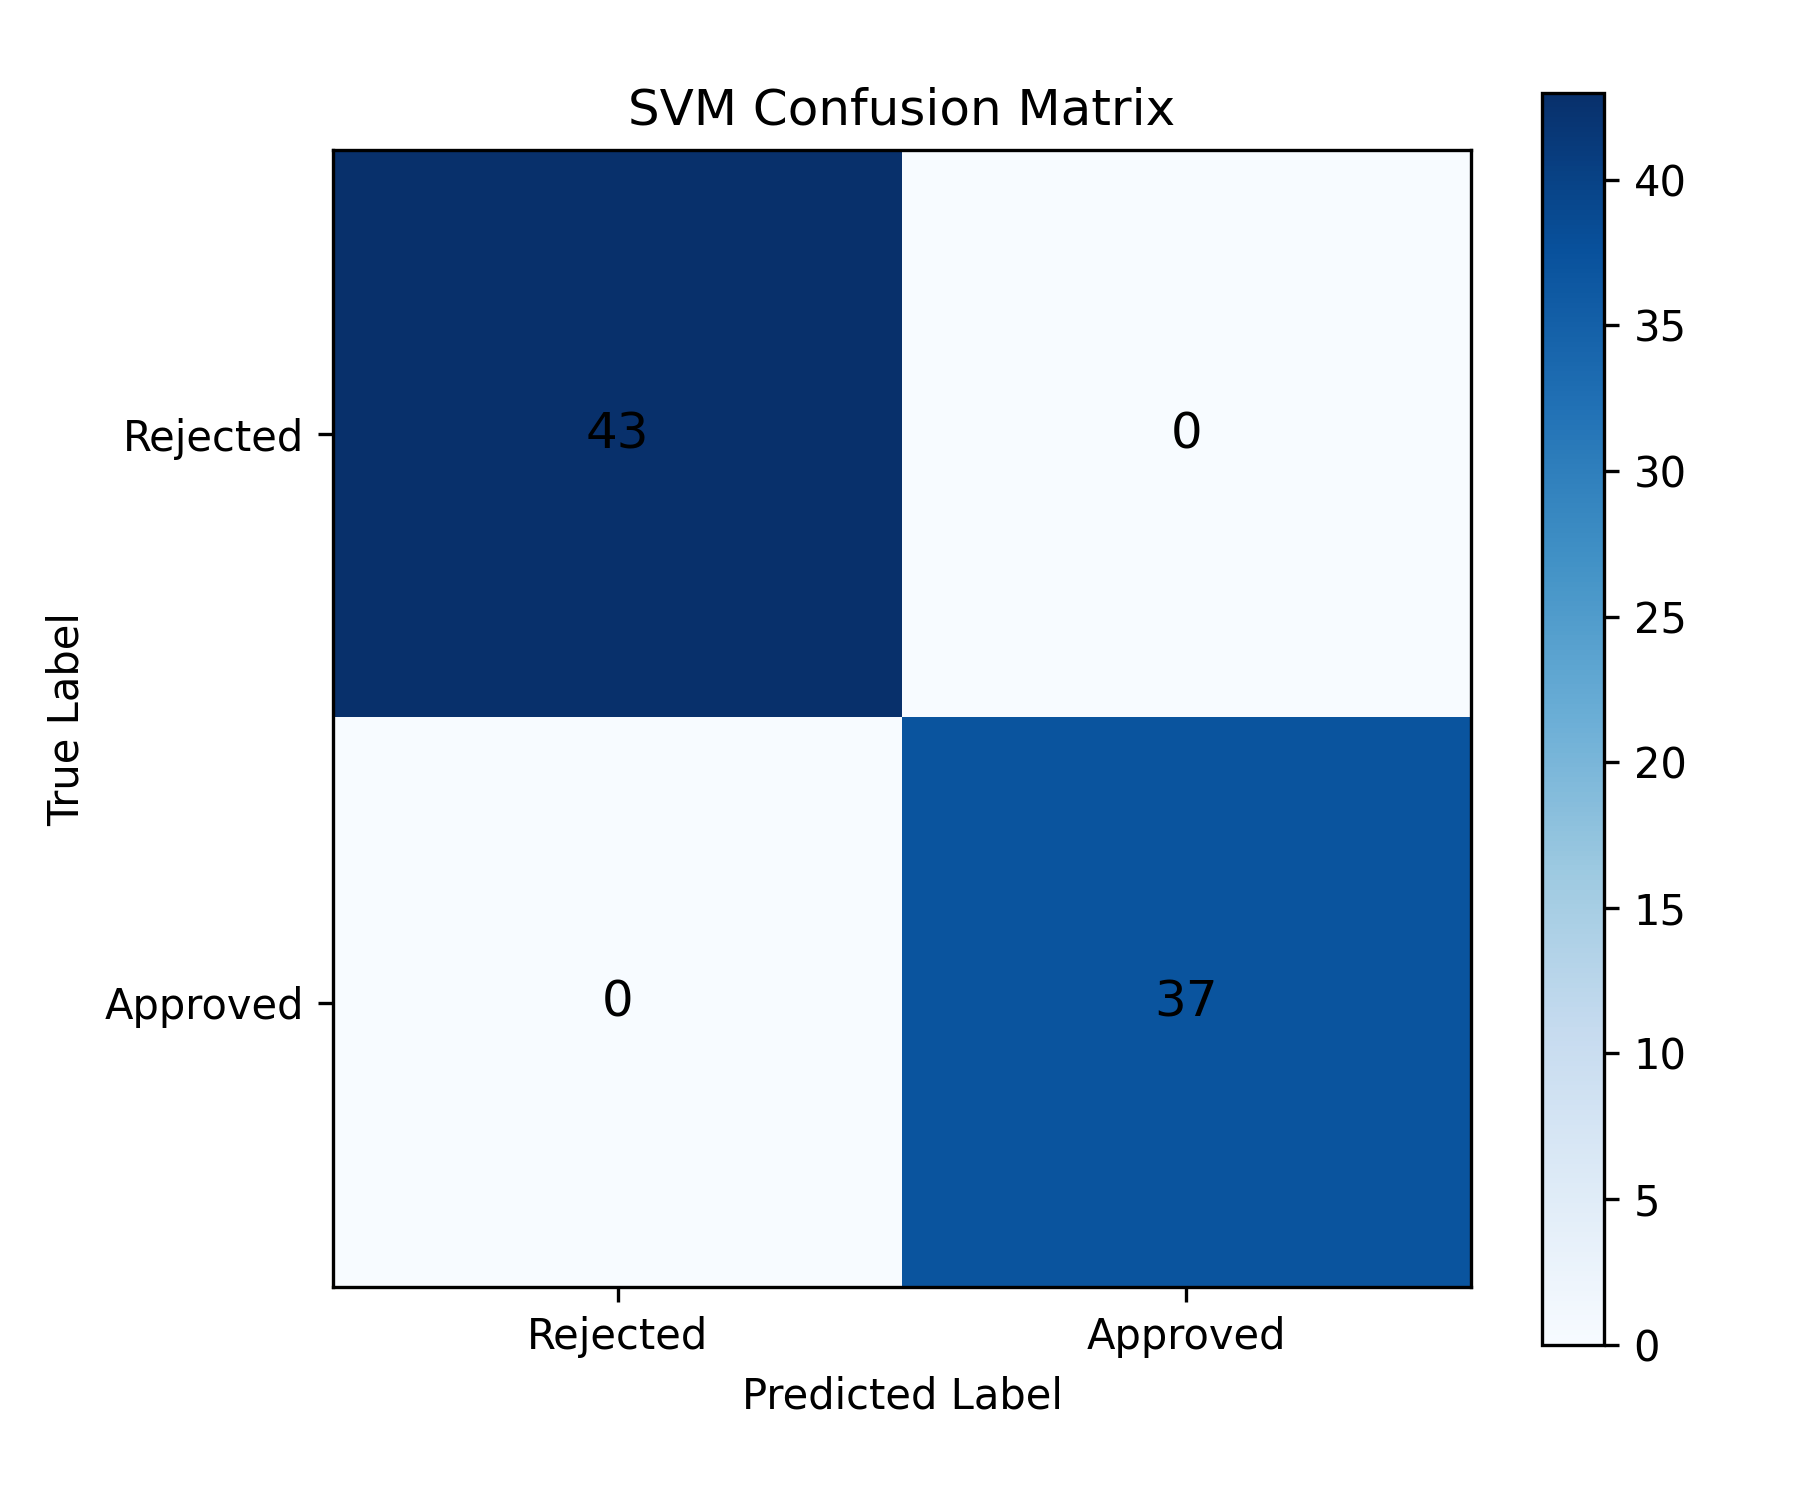 SVM Confusion Matrix
40
35
30
25
20
15
10
5
0
True Label
Rejected
43
0
Approved
0
37
Rejected
Approved
Predicted Label